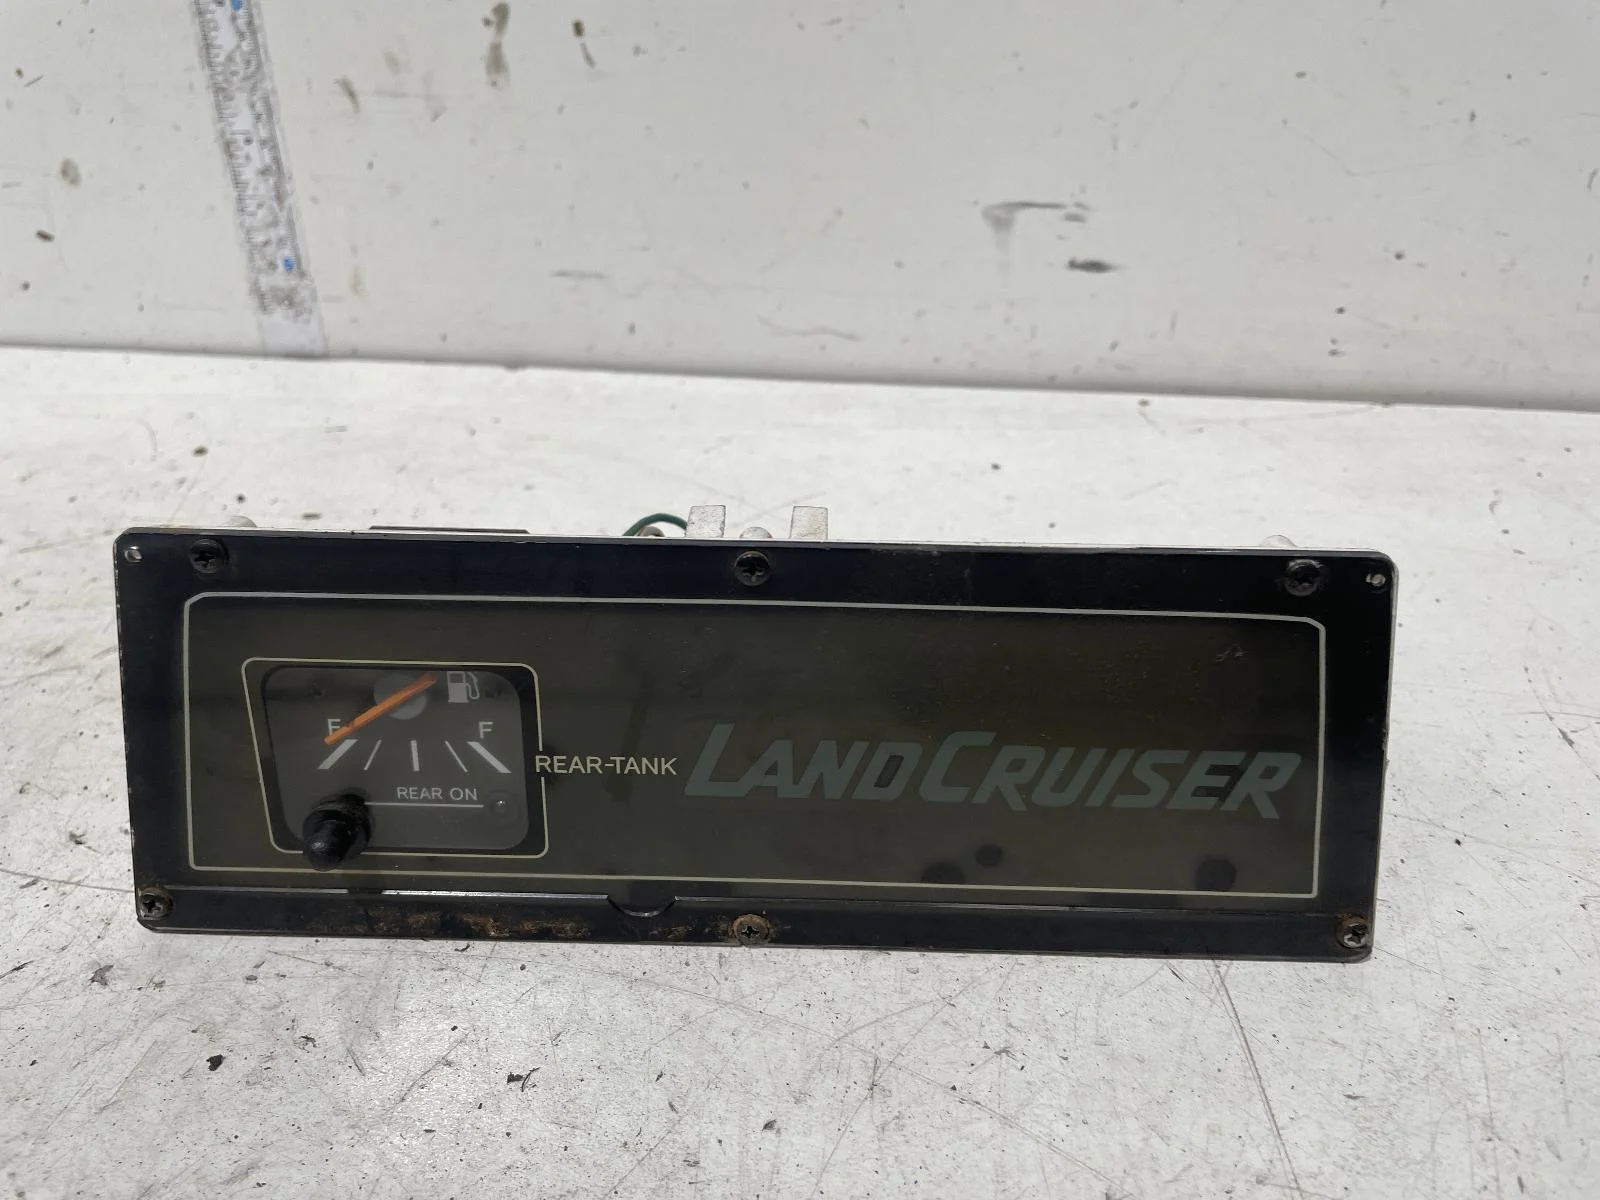 E F
REAR ON
REAR-TANK LANDCRUISER